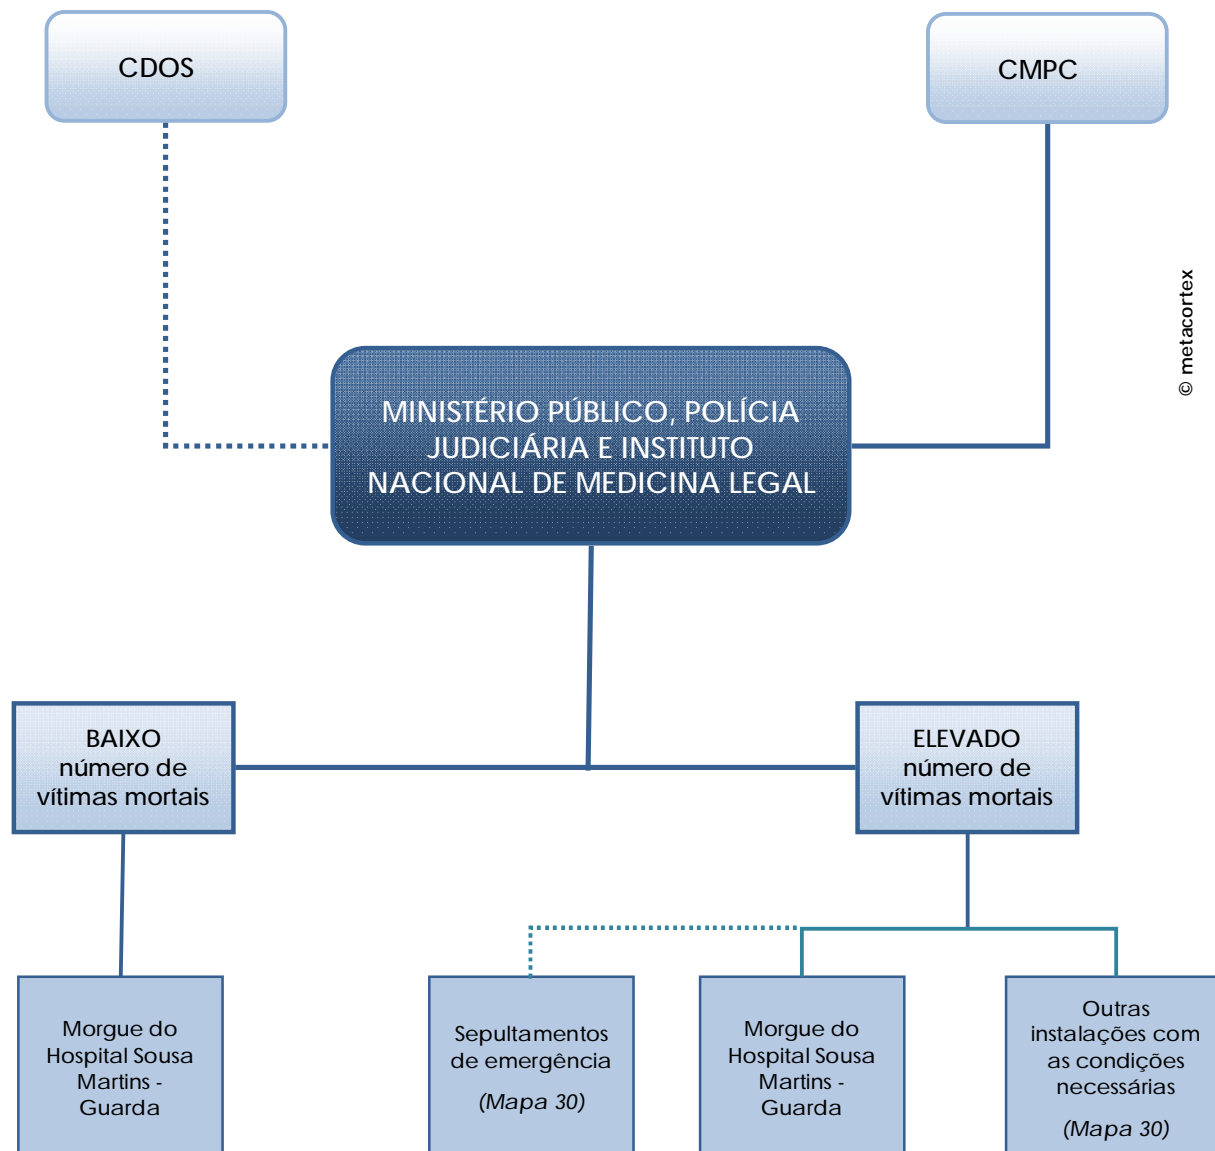 CDOS
CMPC
© metacortex
MINISTÉRIO PÚBLICO, POLÍCIA
JUDICIÁRIA E INSTITUTO
NACIONAL DE MEDICINA LEGAL
BAIXO
número de
vítimas mortais
ELEVADO
número de
vítimas mortais
Morgue do
Hospital Sousa
Martins -
Guarda
Sepultamentos
de emergência
(Mapa 30)
Morgue do
Hospital Sousa
Martins -
Guarda
Outras
instalações com
as condições
necessárias
(Mapa 30)